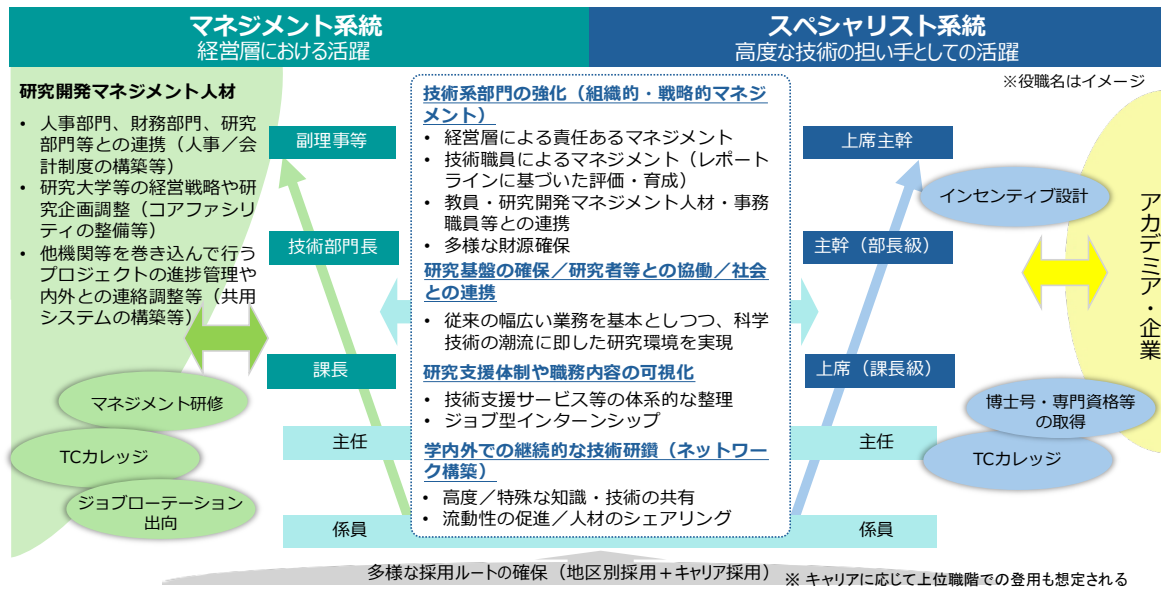 マネジメント系統
経営層における活躍
スペシャリスト系統
高度な技術の担い手としての活躍
※役職名はイメージ
研究開発マネジメント人材
• 人事部門、財務部門、研究
部門等との連携（人事／会
計制度の構築等）
• 研究大学等の経営戦略や研
究企画調整（コアファシリ
ティの整備等）
• 他機関等を巻き込んで行う
プロジェクトの進捗管理や
内外との連絡調整等（共用
システムの構築等）
マネジメント研修
TCカレッジ
ジョブローテーション
出向
副理事等
技術部門長
課長
主任
係員
技術系部門の強化（組織的・戦略的マネジ
メント）
• 経営層による責任あるマネジメント
• 技術職員によるマネジメント（レポート
ラインに基づいた評価・育成）
• 教員・研究開発マネジメント人材・事務
職員等との連携
• 多様な財源確保
研究基盤の確保／研究者等との協働／社会
との連携
• 従来の幅広い業務を基本としつつ、科学
技術の潮流に即した研究環境を実現
研究支援体制や職務内容の可視化
• 技術支援サービス等の体系的な整理
• ジョブ型インターンシップ
学内外での継続的な技術研鑽（ネットワー
ク構築）
• 高度／特殊な知識・技術の共有
• 流動性の促進／人材のシェアリング
上席主幹
主幹（部長級）
上席（課長級）
主任
係員
インセンティブ設計
博士号・専門資格等
の取得
TCカレッジ
アカデミア・企業
多様な採用ルートの確保（地区別採用＋キャリア採用）
※ キャリアに応じて上位職階での登用も想定される